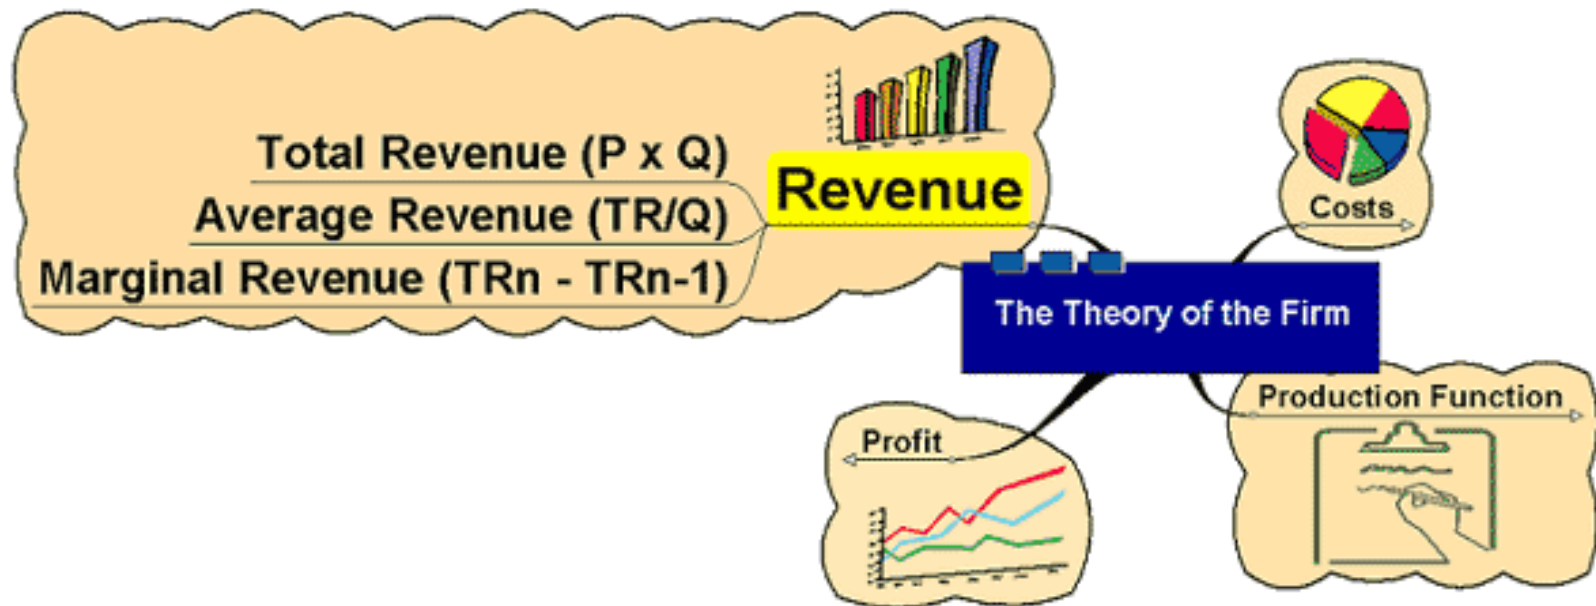 Total Revenue (P x Q)
Average Revenue (TR/Q)
Marginal Revenue (TRn - TRn-1)
Revenue
Costs
The Theory of the Firm
Production Function
Profit